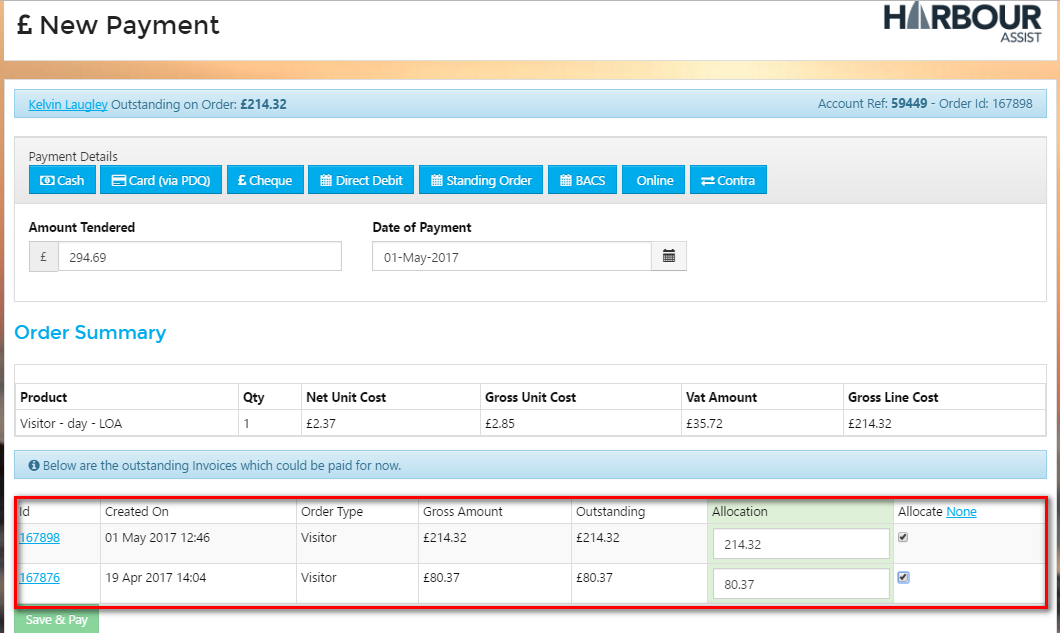 £ New Payment
HARBOUR
ASSIST
Kelvin Laugley Outstanding on Order: £214.32
Account Ref: 59449 - Order Id: 167898
Payment Details
Cash Card (via PDQ) £ Cheque Direct Debit Standing Order BACS Online Contra
Amount Tendered Date of Payment
£ 294.69 01-May-2017
Order Summary
Product Qty Net Unit Cost Gross Unit Cost Vat Amount Gross Line Cost
Visitor - day - LOA 1 £2.37 £2.85 £35.72 £214.32
Below are the outstanding Invoices which could be paid for now.
Id Created On Order Type Gross Amount Outstanding Allocation Allocate None
167898 01 May 2017 12:46 Visitor £214.32 £214.32 214.32
167876 19 Apr 2017 14:04 Visitor £80.37 £80.37 80.37
Save & Pay